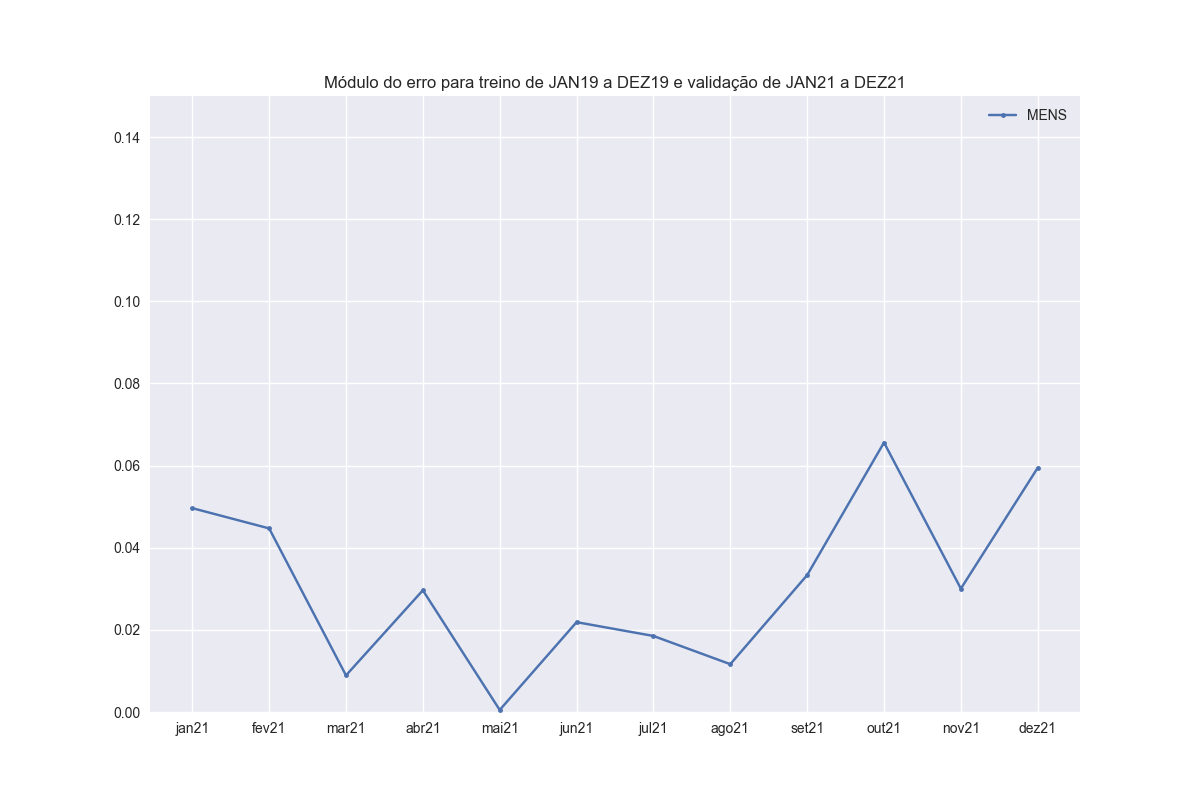 Módulo do erro para treino de JAN19 a DEZ19 e validação de JAN21 a DEZ21
MENS
0.14
0.12
0.10
0.08
0.06
0.04
0.02
0.00
jan21 fev21 mar21 abr21 mai21 jun21 jul21 ago21 set21 out21 nov21 dez21